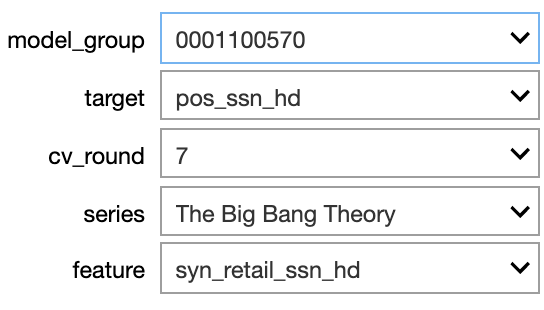 model_group 0001100570
target pos_ssn_hd
cv_round 7
series The Big Bang Theory
feature syn_retail_ssn_hd